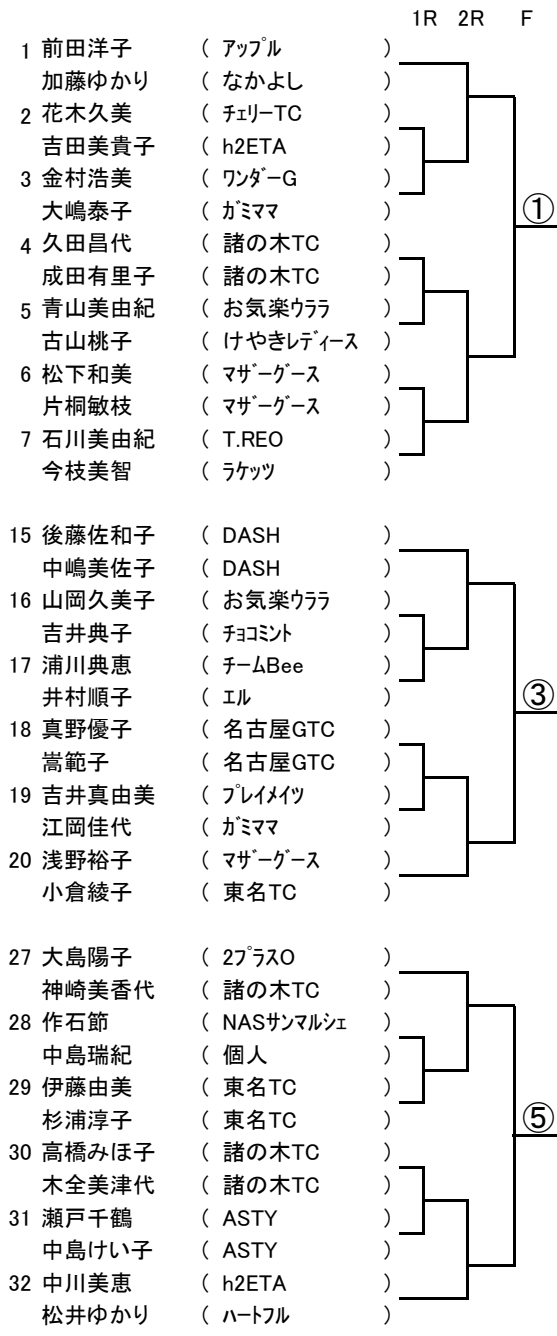 1R 2R F
1 前田洋子 ( アップル )
加藤ゆかり ( なかよし )
2 花木久美 ( チェリーTC )
吉田美貴子 ( h2ETA )
3 金村浩美 ( ワンダーG )
大嶋泰子 ( ガミママ )
①
4 久田昌代 ( 諸の木TC )
成田有里子 ( 諸の木TC )
5 青山美由紀 ( お気楽ウララ )
古山桃子 ( けやきレディース )
6 松下和美 ( マザーグース )
片桐敏枝 ( マザーグース )
7 石川美由紀 ( T.REO )
今枝美智 ( ラケッツ )
15 後藤佐和子 ( DASH )
中嶋美佐子 ( DASH )
16 山岡久美子 ( お気楽ウララ )
吉井典子 ( チョコミント )
17 浦川典恵 ( チームBee )
井村順子 ( エル )
③
18 真野優子 ( 名古屋GTC )
嵩範子 ( 名古屋GTC )
19 吉井真由美 ( プレイメイツ )
江岡佳代 ( ガミママ )
20 浅野裕子 ( マザーグース )
小倉綾子 ( 東名TC )
27 大島陽子 ( 2プラスO )
神崎美香代 ( 諸の木TC )
28 作石節 ( NASサンマルシェ )
中島瑞紀 ( 個人 )
29 伊藤由美 ( 東名TC )
杉浦淳子 ( 東名TC )
⑤
30 高橋みほ子 ( 諸の木TC )
木全美津代 ( 諸の木TC )
31 瀬戸千鶴 ( ASTY )
中島けい子 ( ASTY )
32 中川美恵 ( h2ETA )
松井ゆかり ( ハートフル )